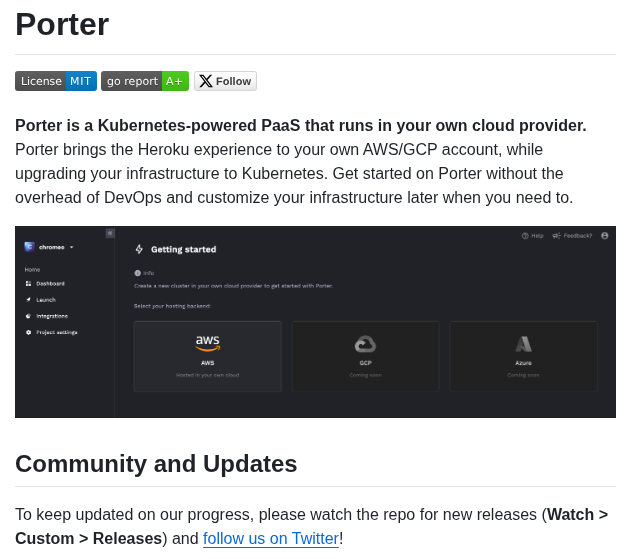 Porter
License MIT go report A+ Follow
Porter is a Kubernetes-powered PaaS that runs in your own cloud provider.
Porter brings the Heroku experience to your own AWS/GCP account, while
upgrading your infrastructure to Kubernetes. Get started on Porter without the
overhead of DevOps and customize your infrastructure later when you need to.
chromeo
Help Feedback?
Getting started
Home
Dashboard
Launch
Integrations
Project settings
Info
Create a new cluster in your own cloud provider to get started with Porter.
Select your hosting backend:
aws
AWS GCP Azure
Hosted in your own cloud Coming soon Coming soon
Community and Updates
To keep updated on our progress, please watch the repo for new releases (Watch >
Custom > Releases) and follow us on Twitter!